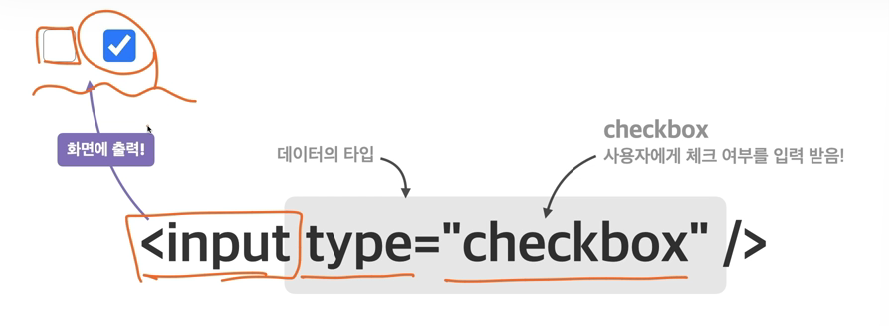 화면에 출력!
데이터의 타입
checkbox
사용자에게 체크 여부를 입력 받음!
<input type="checkbox" />